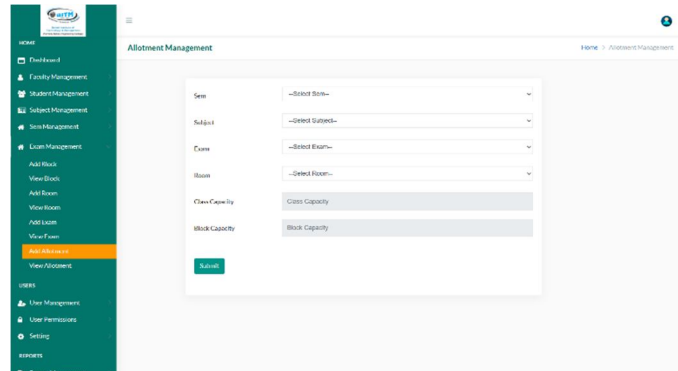 HOME
Dashboard
Faculty Management
Student Management
Subject Management
Sem Management
Exam Management
Add Block
View Block
Add Room
View Room
Add Exam
View Exam
Add Allotment
View Allotment
USERS
User Management
User Permissions
Setting
REPORTS
Allotment Management
Home > Allotment Management
Sem
--Select Sem--
Subject
--Select Subject--
Exam
--Select Exam--
Room
--Select Room--
Class Capacity
Class Capacity
Block Capacity
Block Capacity
Submit